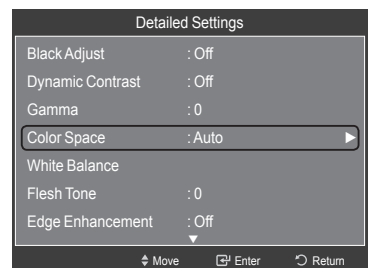 Detailed Settings
Black Adjust : Off
Dynamic Contrast : Off
Gamma : 0
Color Space : Auto
White Balance
Flesh Tone : 0
Edge Enhancement : Off
Move Enter Return